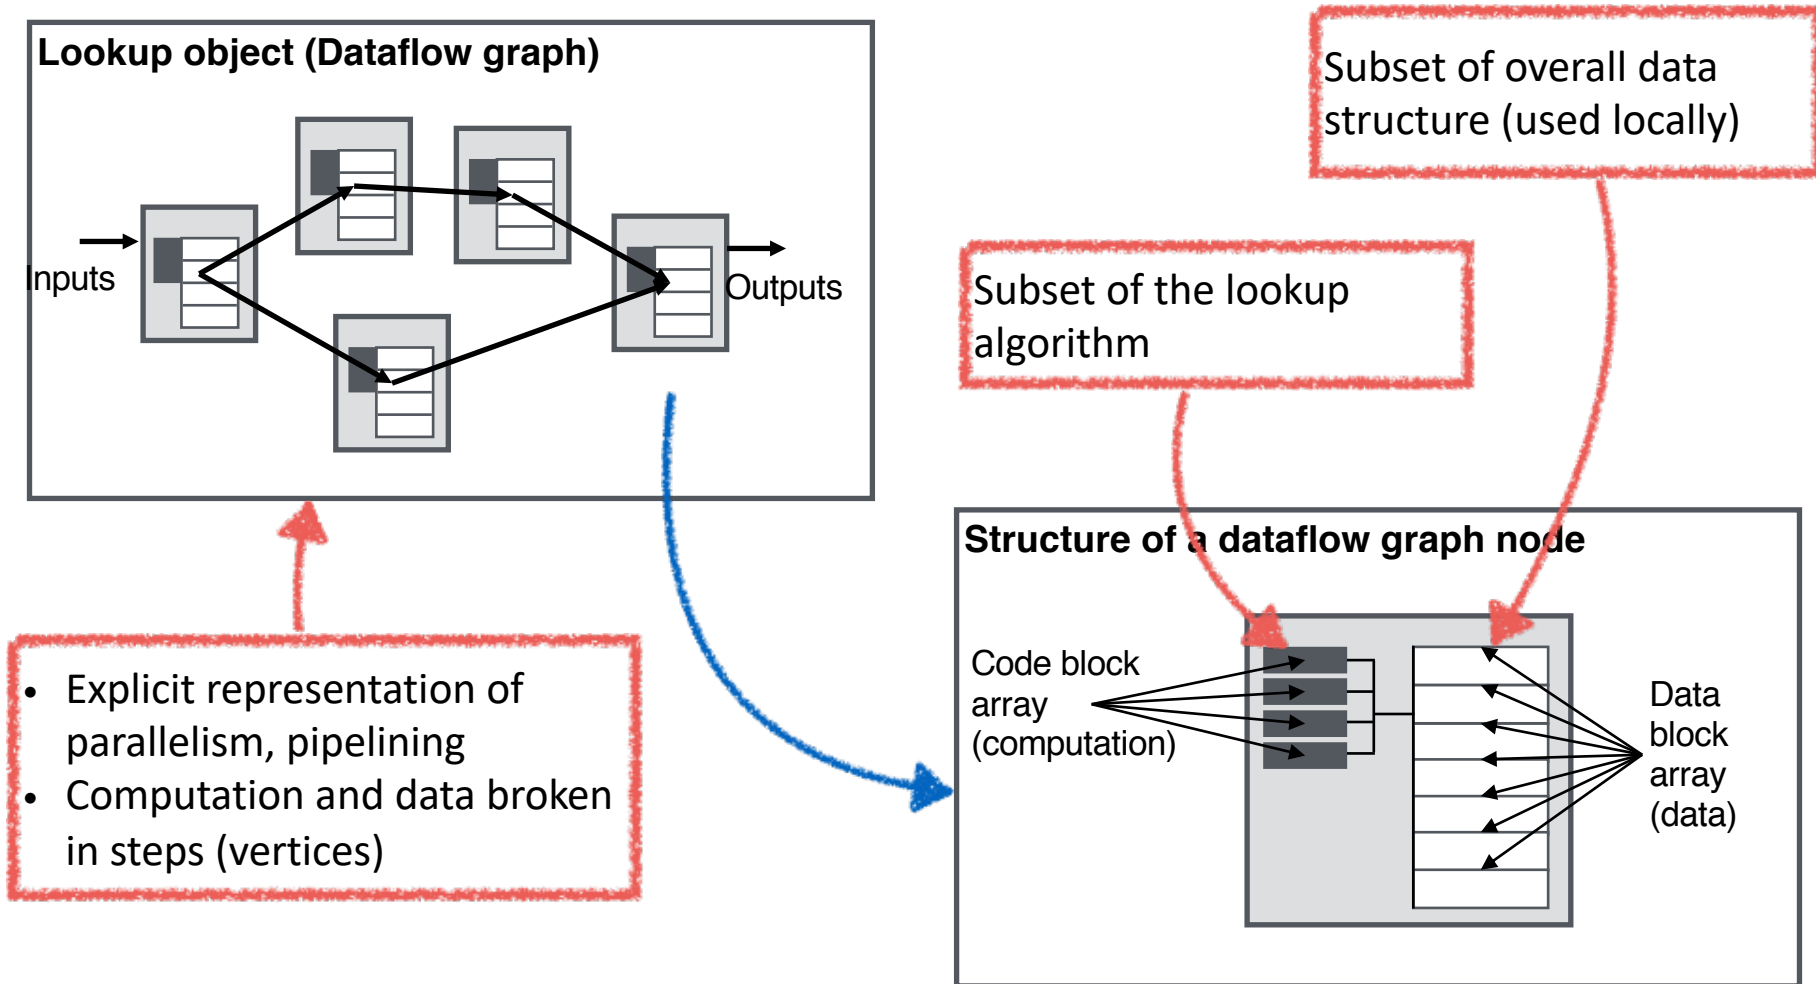 Lookup object (Dataflow graph)
Inputs
Outputs
Subset of overall data
structure (used locally)
Subset of the lookup
algorithm
• Explicit representation of
parallelism, pipelining
• Computation and data broken
in steps (vertices)
Structure of a dataflow graph node
Code block
array
(computation)
Data
block
array
(data)